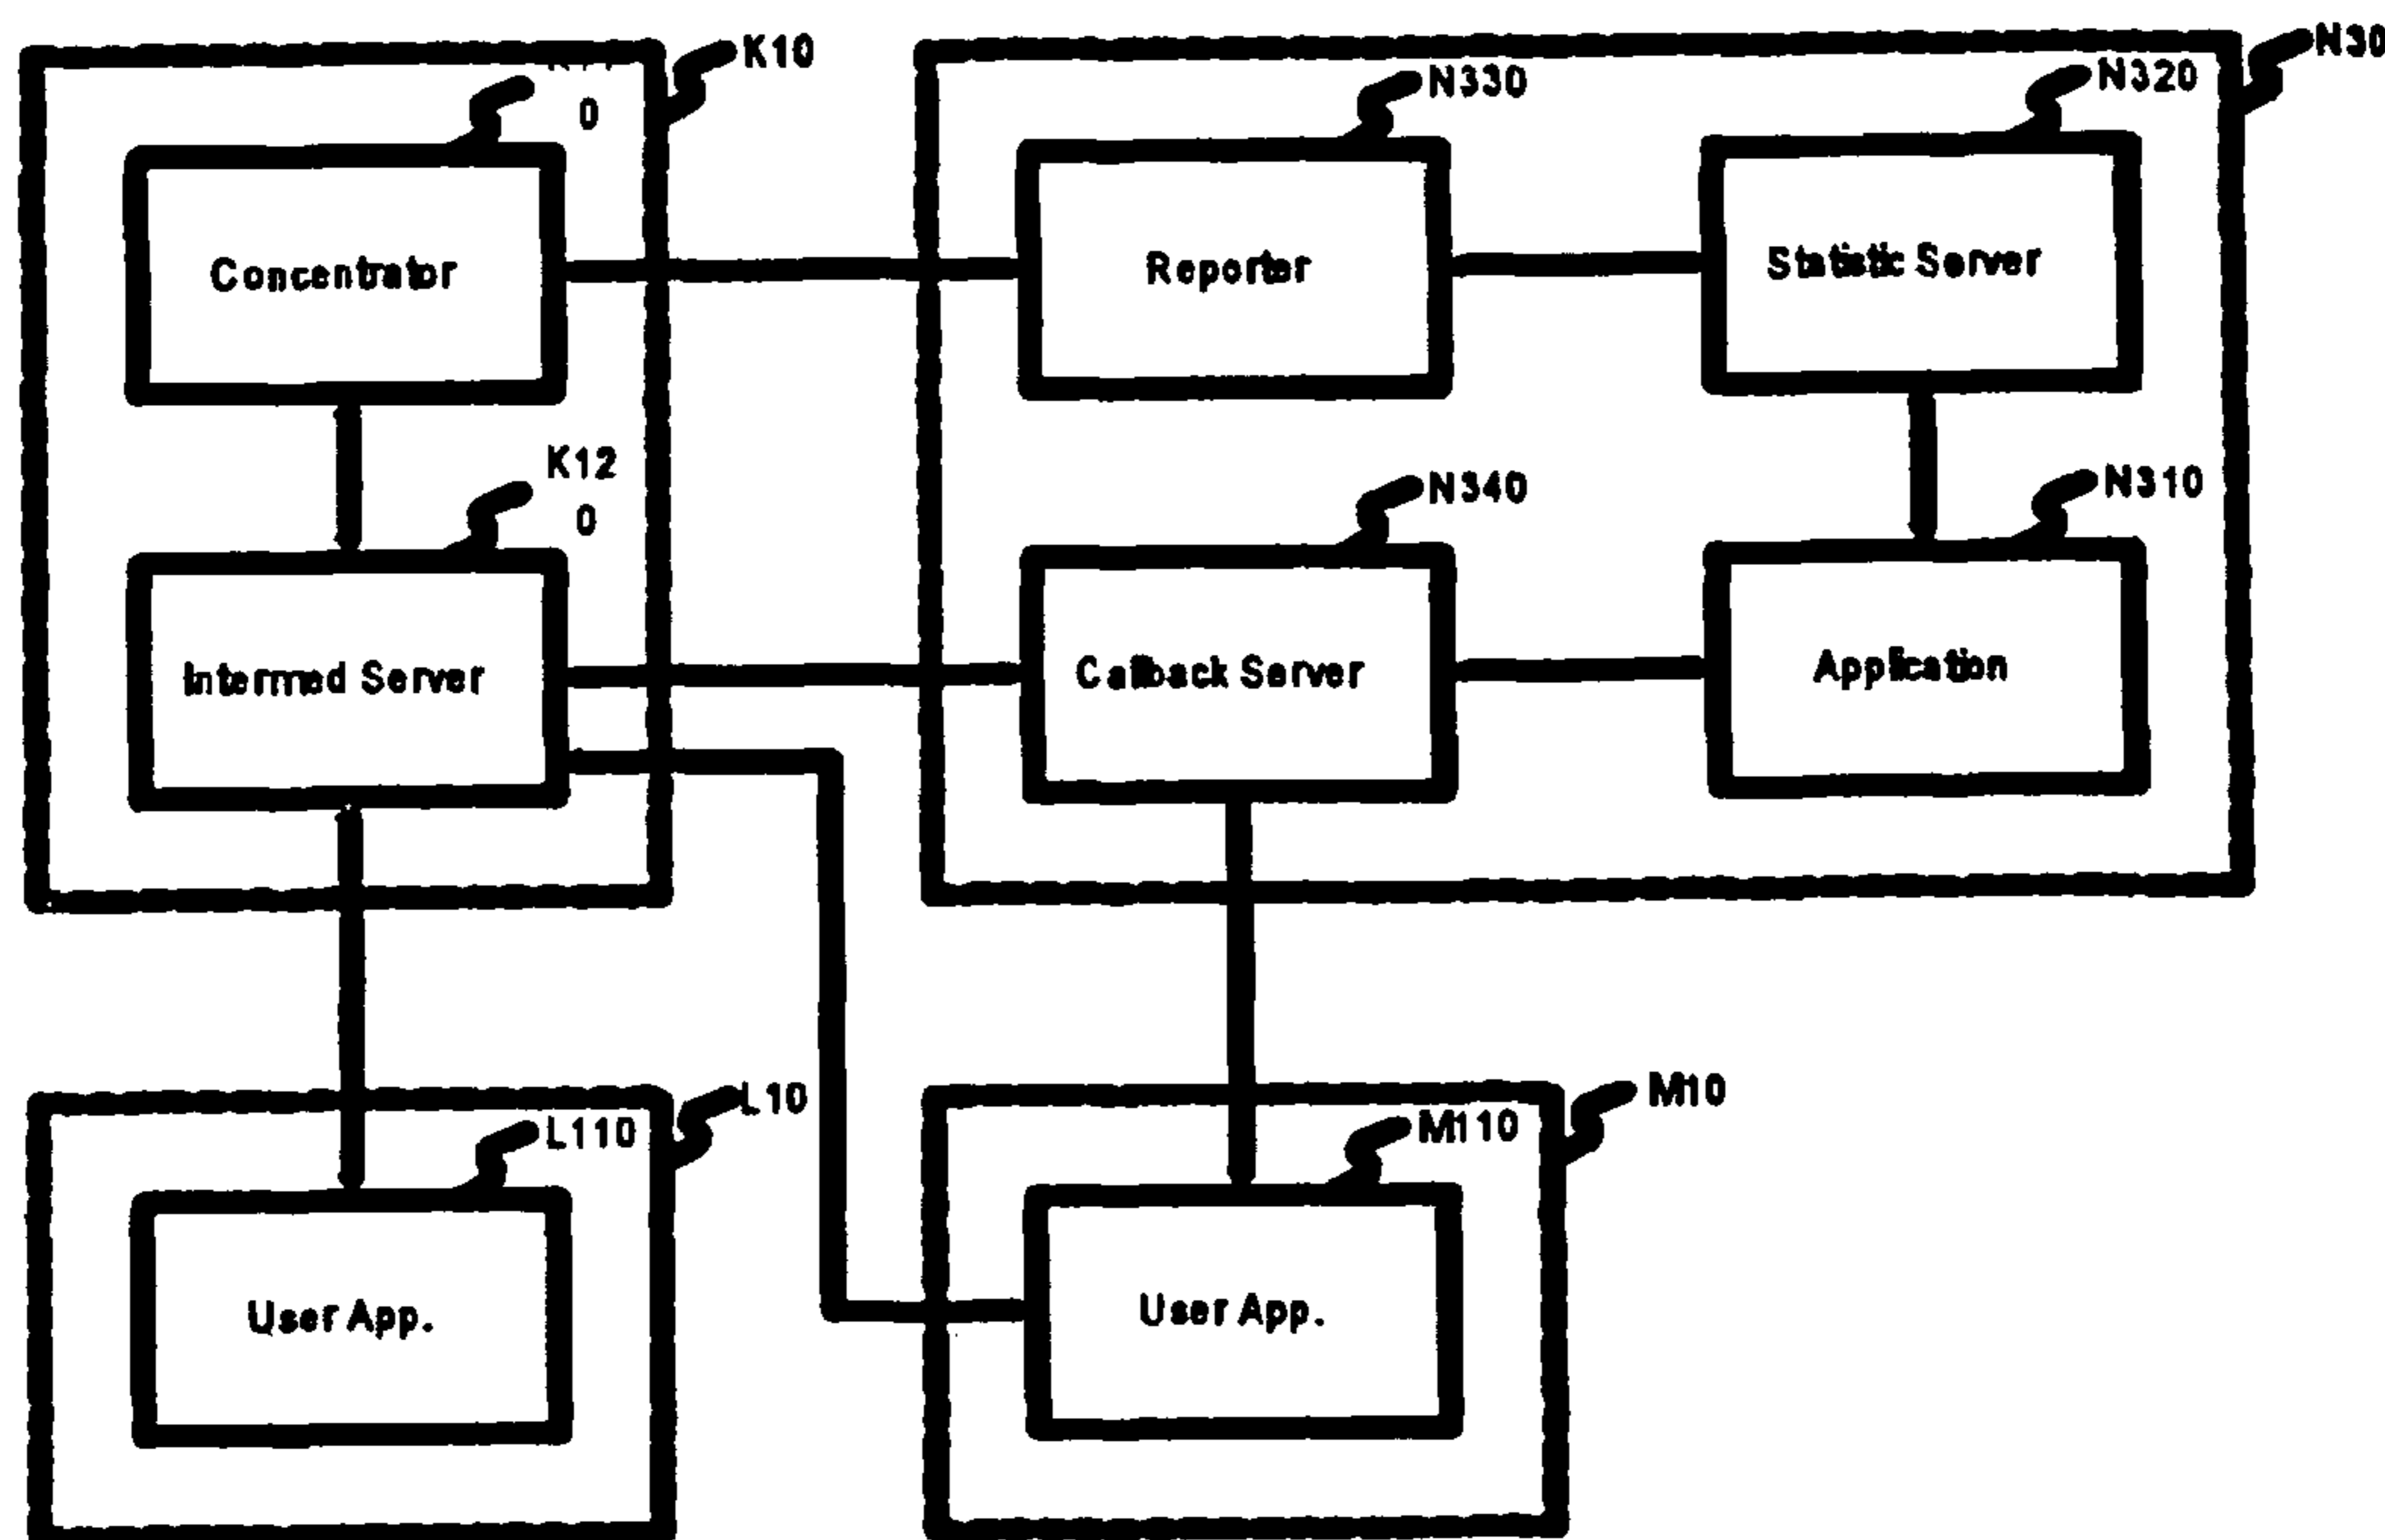 K10
N30
0
N330
N320
Concentrator
Reporter
Statistic Server
K12
0
N340
N310
Intermed Server
Callback Server
Application
L10
M10
L110
M110
User App.
User App.